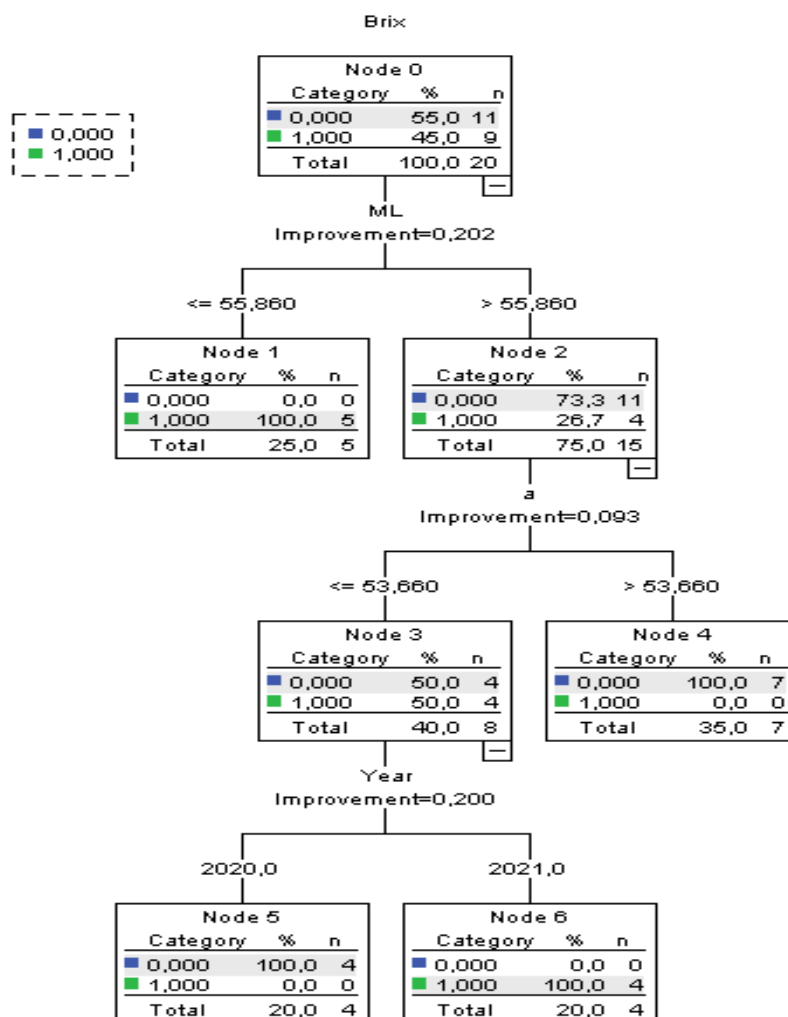 Brix
Node 0
Category % n
0,000 55,0 11
1,000 45,0 9
Total 100,0 20
0,000
1,000
ML
Improvement=0,202
<= 55,860
> 55,860
Node 1
Category % n
0,000 0,0 0
1,000 100,0 5
Total 25,0 5
Node 2
Category % n
0,000 73,3 11
1,000 26,7 4
Total 75,0 15
a
Improvement=0,093
<= 53,660
> 53,660
Node 3
Category % n
0,000 50,0 4
1,000 50,0 4
Total 40,0 8
Node 4
Category % n
0,000 100,0 7
1,000 0,0 0
Total 35,0 7
Year
Improvement=0,200
2020,0
2021,0
Node 5
Category % n
0,000 100,0 4
1,000 0,0 0
Total 20,0 4
Node 6
Category % n
0,000 0,0 0
1,000 100,0 4
Total 20,0 4